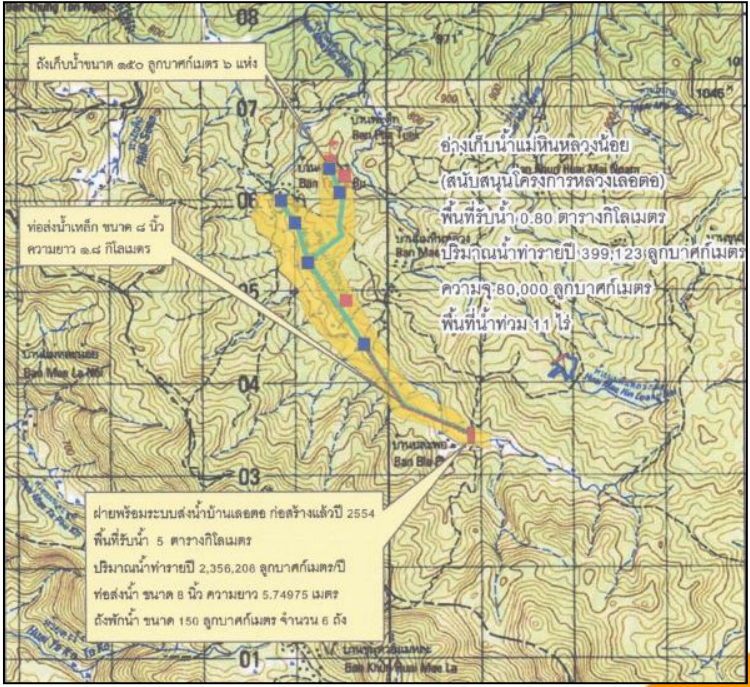 08
ถังเก็บน้ำขนาด ๑๕๐ ลูกบาศก์เมตร ๖ แห่ง
07
900
อ่างเก็บน้ำแม่หินหลวงน้อย
(สนับสนุนโครงการหลวงเลอตอ)
พื้นที่รับน้ำ 0.80 ตารางกิโลเมตร
ปริมาณน้ำท่ารายปี 399,123 ลูกบาศก์เมตร
ความจุ 80,000 ลูกบาศก์เมตร
พื้นที่น้ำท่วม 11 ไร่
06
ท่อส่งน้ำเหล็ก ขนาด ๘ นิ้ว
ความยาว ๑.๘ กิโลเมตร
05
Ban Mae La Noi
04
Ban Ble
03
ฝายพร้อมระบบส่งน้ำบ้านเลอตอ ก่อสร้างแล้วปี 2554
พื้นที่รับน้ำ 5 ตารางกิโลเมตร
ปริมาณน้ำท่ารายปี 2,356,208 ลูกบาศก์เมตร/ปี
ท่อส่งน้ำ ขนาด 8 นิ้ว ความยาว 5.74975 เมตร
ถังพักน้ำ ขนาด 150 ลูกบาศก์เมตร จำนวน 6 ถัง
01
Ban Khun Huai Mae La